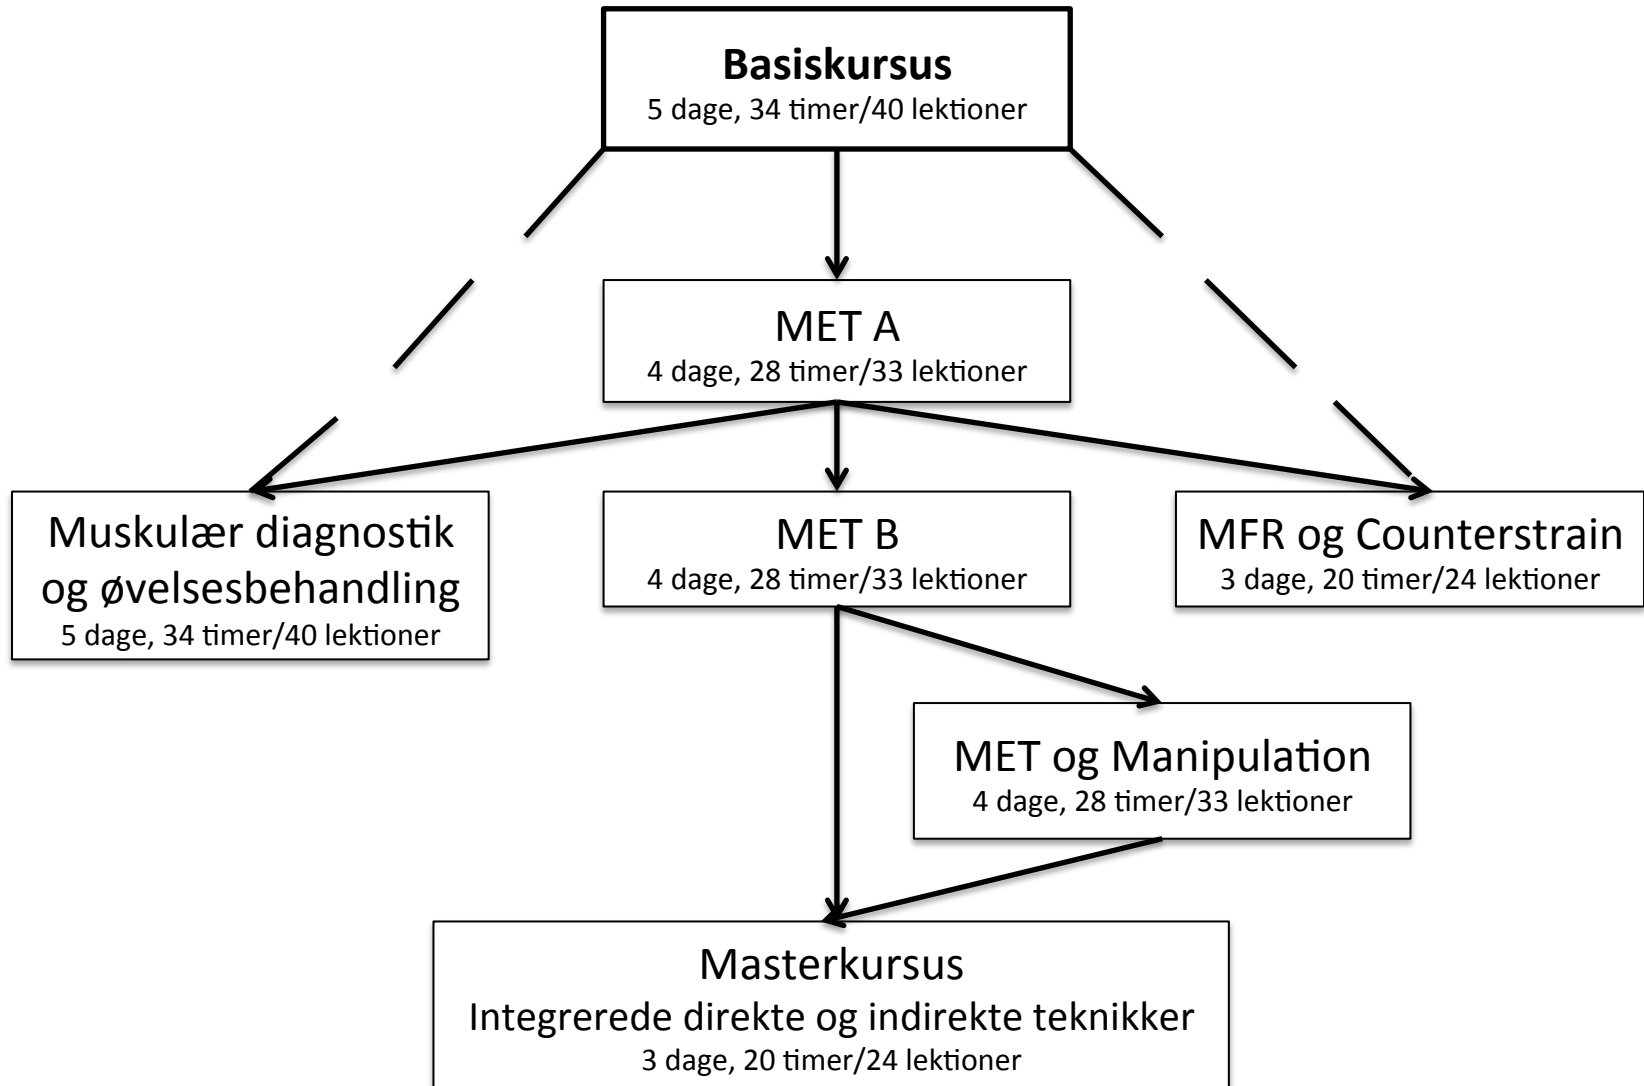 Basiskursus
5 dage, 34 timer/40 lektioner
MET A
4 dage, 28 timer/33 lektioner
Muskulær diagnostik
og øvelsesbehandling
5 dage, 34 timer/40 lektioner
MET B
4 dage, 28 timer/33 lektioner
MFR og Counterstrain
3 dage, 20 timer/24 lektioner
MET og Manipulation
4 dage, 28 timer/33 lektioner
Masterkursus
Integrerede direkte og indirekte teknikker
3 dage, 20 timer/24 lektioner